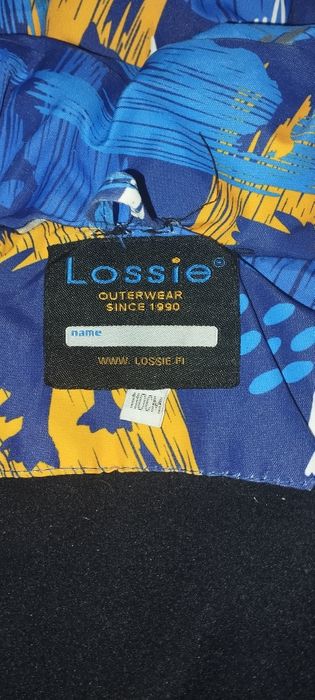 Lossie®
OUTERWEAR
SINCE 1990
name
WWW. LOSSIE.FI
110CM